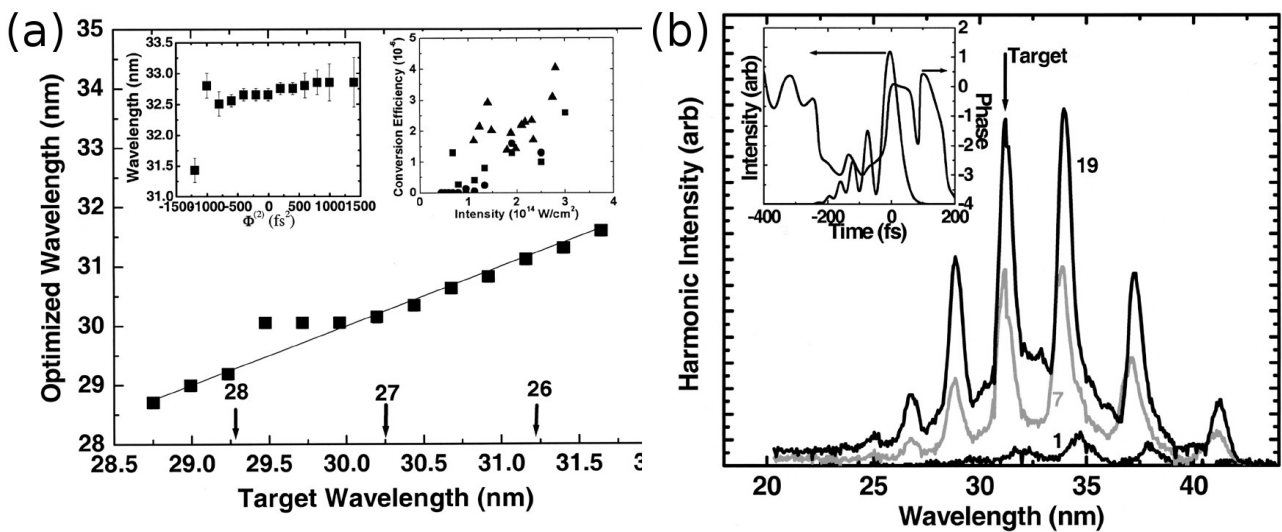 (a)
35
34
33
32
31
30
29
28
Optimized Wavelength (nm)
28.5 29.0 29.5 30.0 30.5 31.0 31.5 3
Target Wavelength (nm)
28
27
26
33.5
33.0
32.5
32.0
31.5
31.0
Wavelength (nm)
-1500-1000-500 0 500 1000 1500
Φ(2) (fs2)
5
4
3
2
1
0
Conversion Efficiency (10-6)
0 1 2 3 4
Intensity (1014 W/cm2)
(b)
Harmonic Intensity (arb)
20 25 30 35 40
Wavelength (nm)
Target
19
7
1
Intensity (arb)
-400 -200 0 200
Time (fs)
2
1
0
-1
-2
-3
-4
Phase